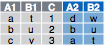 A1 B1 C A2 B2
a t 1 d w
b u 2 b u
c v 3 a t